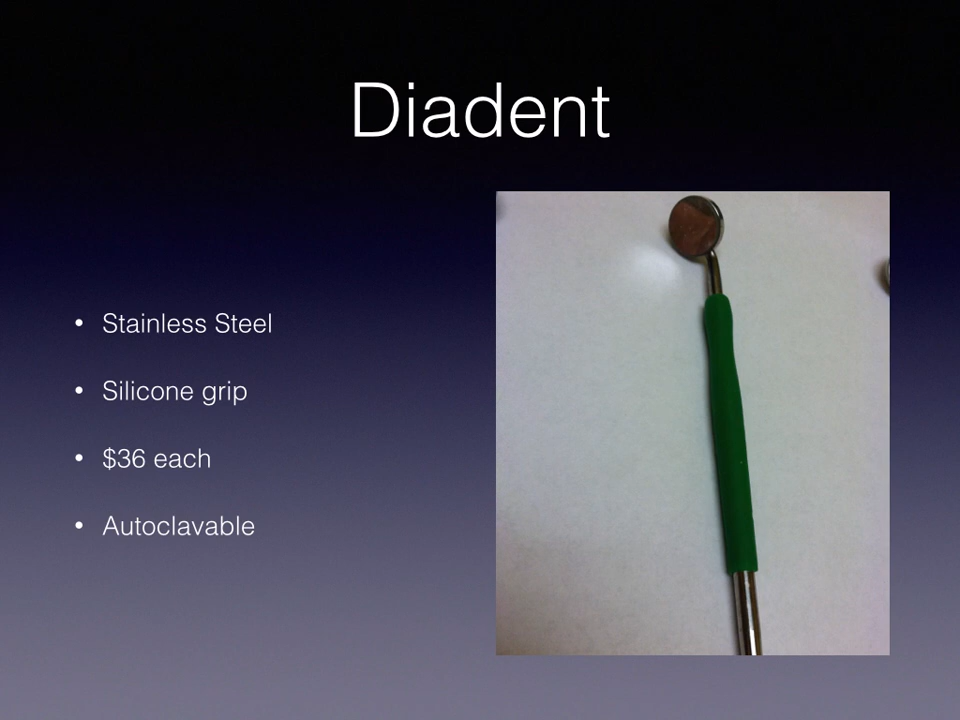 Diadent
• Stainless Steel
• Silicone grip
• $36 each
• Autoclavable